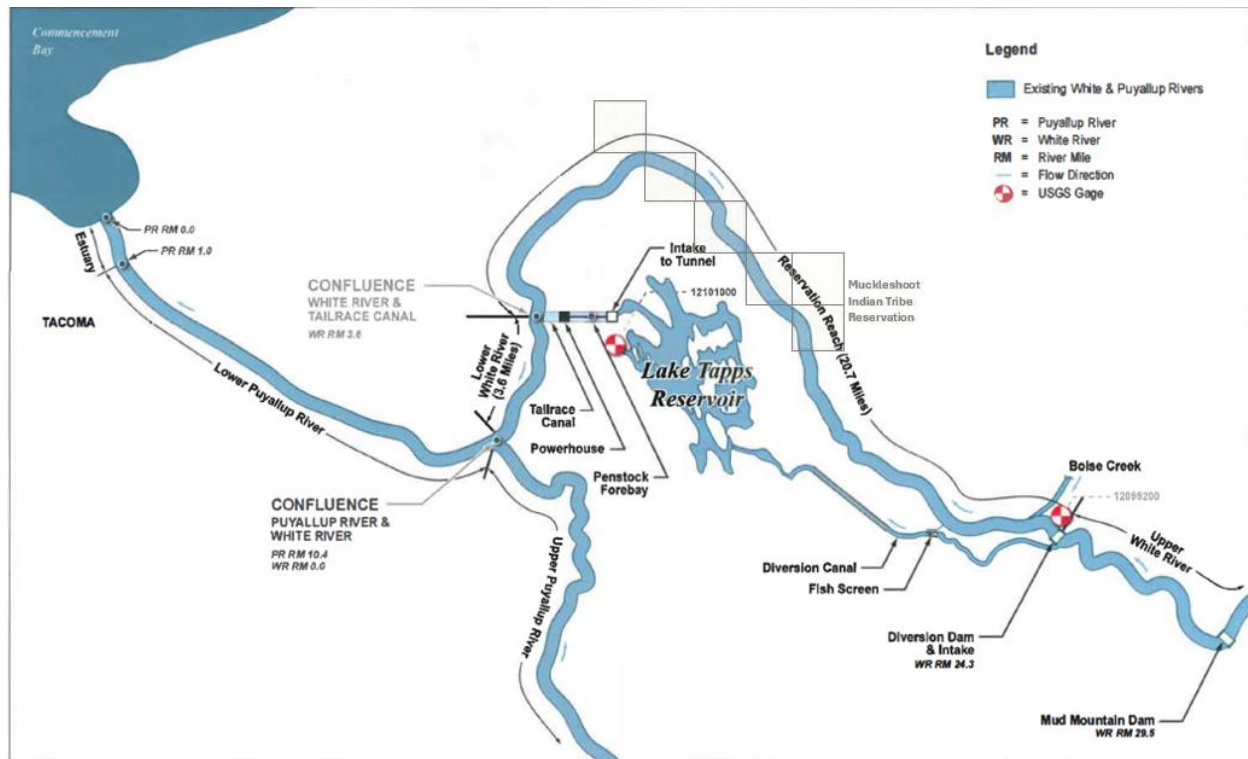 Commencement
Bay
Legend
Existing White & Puyallup Rivers
PR = Puyallup River
WR = White River
RM = River Mile
= Flow Direction
= USGS Gage
PR RM 0.0
PR RM 1.0
Estuary
TACOMA
Lower Puyallup River
CONFLUENCE
WHITE RIVER &
TAILRACE CANAL
WR RM 3.6
Lower
White River
(3.6 Miles)
Intake
to Tunnel
12101000
Lake Tapps
Reservoir
Reservation Reach (20.7 Miles)
Muckleshoot
Indian Tribe
Reservation
Tailrace
Canal
Powerhouse
Penstock
Forebay
CONFLUENCE
PUYALLUP RIVER &
WHITE RIVER
PR RM 10.4
WR RM 0.0
Upper Puyallup River
Boise Creek
12099200
Upper
White River
Diversion Canal
Fish Screen
Diversion Dam
& Intake
WR RM 24.3
Mud Mountain Dam
WR RM 29.5